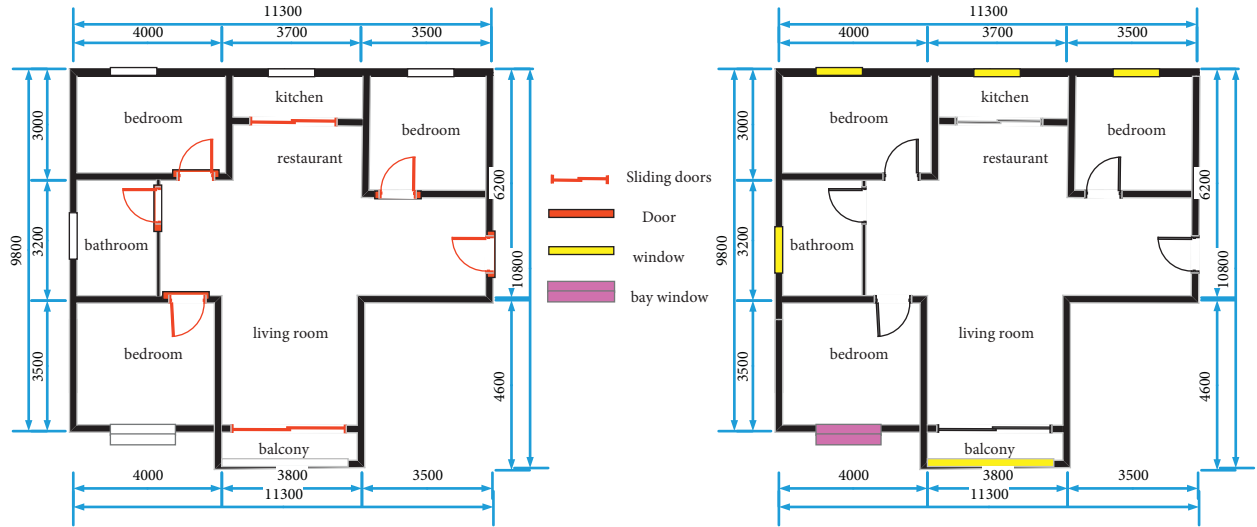 11300
4000 3700 3500
3000
3200
3500
9800
6200
10800
4600
bedroom
kitchen
bedroom
restaurant
bathroom
living room
bedroom
balcony
4000 3800 3500
11300
Sliding doors
Door
window
bay window
11300
4000 3700 3500
3000
3200
3500
9800
6200
10800
4600
bedroom
kitchen
bedroom
restaurant
bathroom
living room
bedroom
balcony
4000 3800 3500
11300